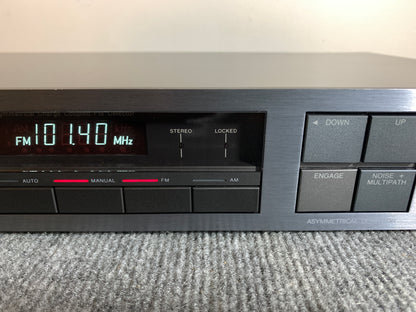 FM 101.40 MHz
STEREO LOCKED
◄ DOWN UP
AUTO MANUAL FM AM
ENGAGE NOISE +
MULTIPATH
ASYMMETRICAL